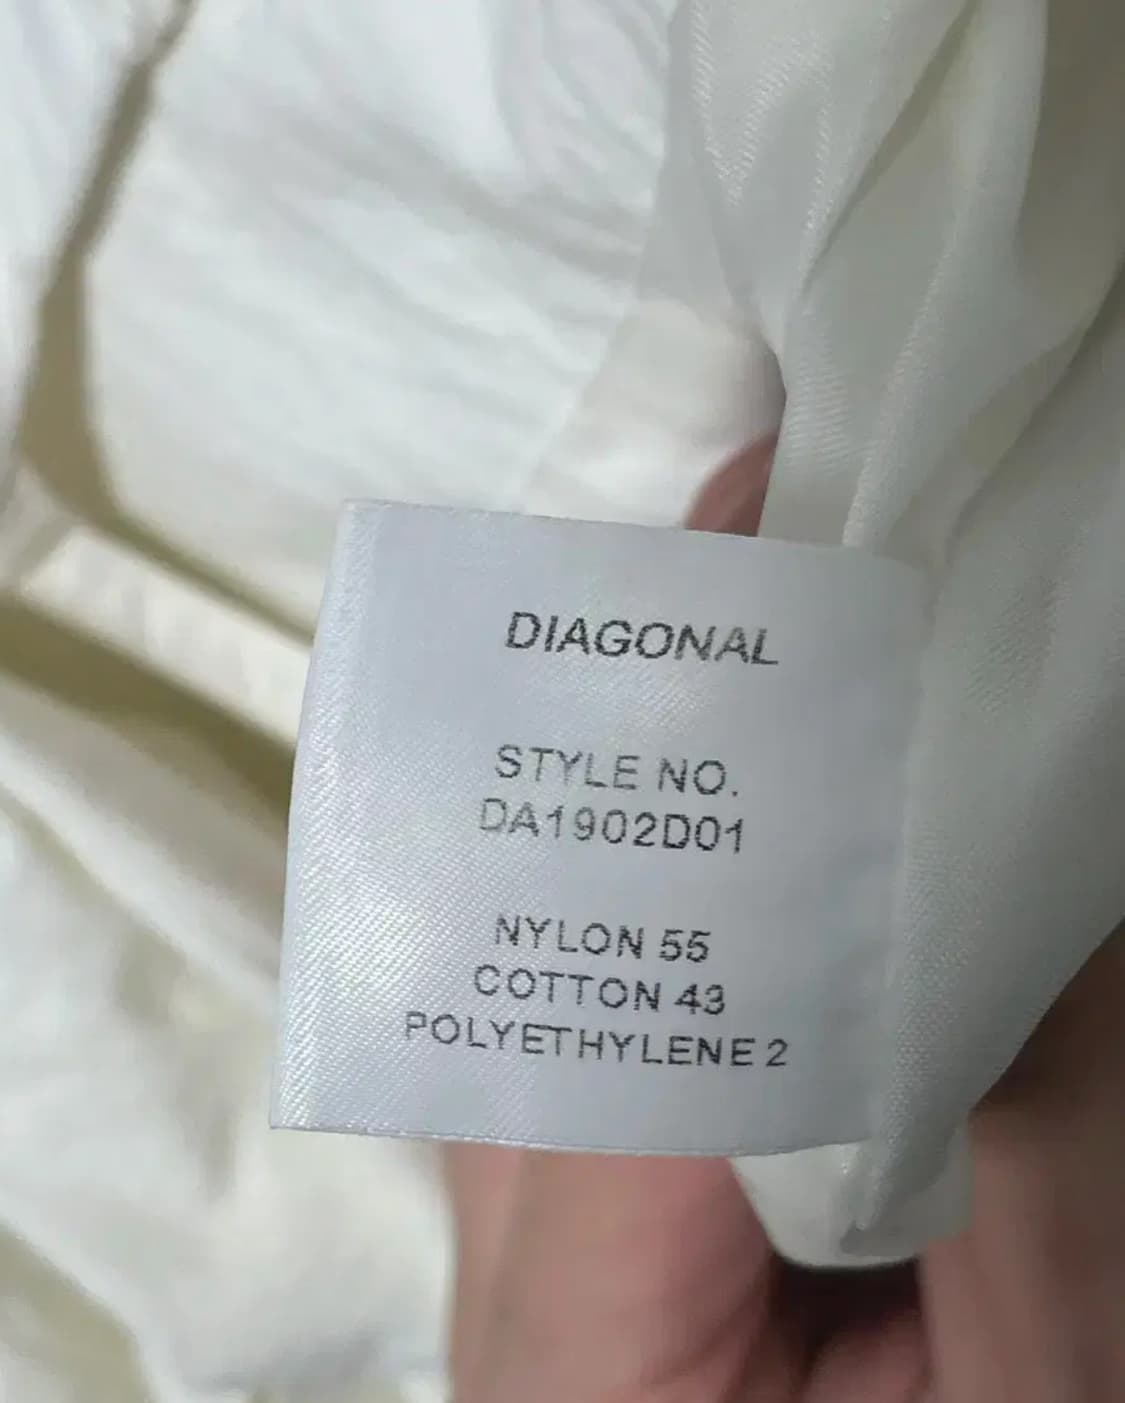 DIAGONAL
STYLE NO.
DA1902D01
NYLON 55
COTTON 43
POLYETHYLENE 2